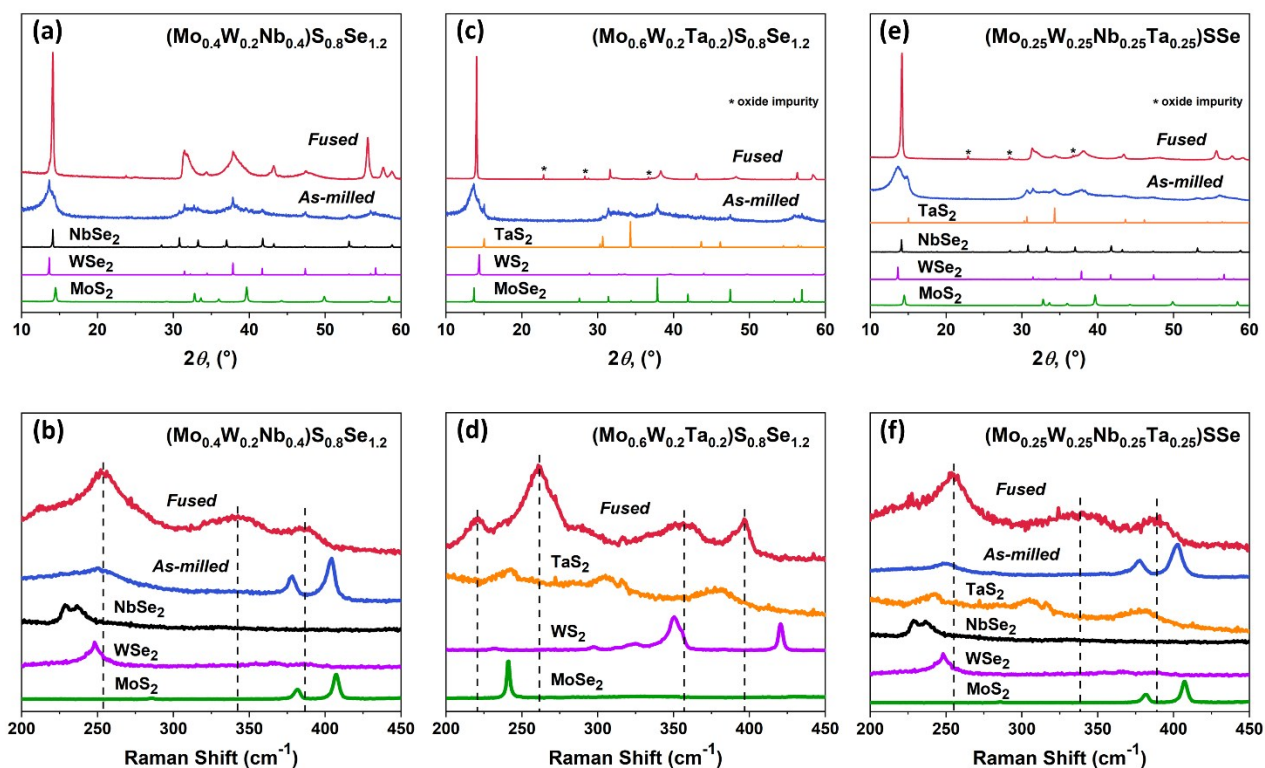 (a)
(Mo0.4W0.2Nb0.4)S0.8Se1.2
Fused
As-milled
NbSe2
WSe2
MoS2
10 20 30 40 50 60
2θ, (°)
(c)
(Mo0.6W0.2Ta0.2)S0.8Se1.2
* oxide impurity
Fused
* * *
As-milled
TaS2
WS2
MoSe2
10 20 30 40 50 60
2θ, (°)
(e)
(Mo0.25W0.25Nb0.25Ta0.25)SSe
* oxide impurity
Fused
* * *
As-milled
TaS2
NbSe2
WSe2
MoS2
10 20 30 40 50 60
2θ, (°)
(b)
(Mo0.4W0.2Nb0.4)S0.8Se1.2
Fused
As-milled
NbSe2
WSe2
MoS2
200 250 300 350 400 450
Raman Shift (cm-1)
(d)
(Mo0.6W0.2Ta0.2)S0.8Se1.2
Fused
TaS2
WS2
MoSe2
200 250 300 350 400 450
Raman Shift (cm-1)
(f)
(Mo0.25W0.25Nb0.25Ta0.25)SSe
Fused
As-milled
TaS2
NbSe2
WSe2
MoS2
200 250 300 350 400 450
Raman Shift (cm-1)